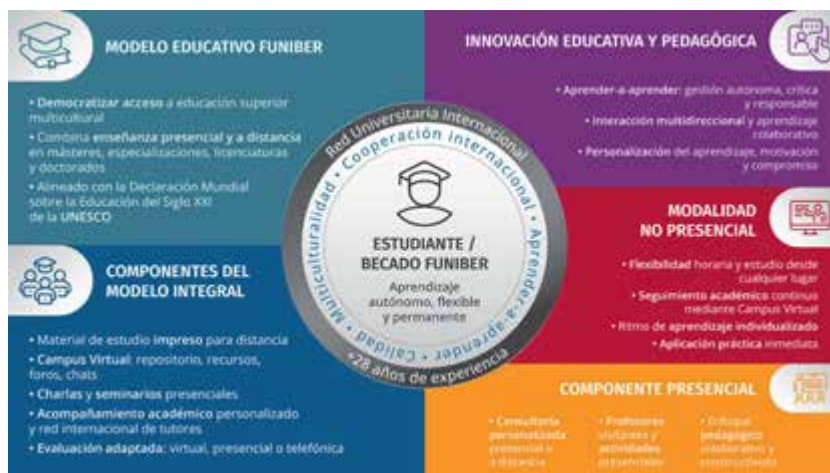 MODELO EDUCATIVO FUNIBER
• Democratizar acceso a educación superior
multicultural
• Combina enseñanza presencial y a distancia
en másteres, especializaciones, licenciaturas
y doctorados
• Alineado con la Declaración Mundial
sobre la Educación del Siglo XXI
de la UNESCO
INNOVACIÓN EDUCATIVA Y PEDAGÓGICA
• Aprender-a-aprender: gestión autónoma, crítica
y responsable
• Interacción multidireccional y aprendizaje
colaborativo
• Personalización del aprendizaje, motivación
y compromiso
Red Universitaria Internacional
Multiculturalidad • Cooperación Internacional • Aprender-a-aprender • Calidad •
ESTUDIANTE /
BECADO FUNIBER
Aprendizaje
autónomo, flexible
y permanente
+28 años de experiencia
COMPONENTES DEL
MODELO INTEGRAL
• Material de estudio impreso para distancia
• Campus Virtual: repositorio, recursos,
foros, chats
• Charlas y seminarios presenciales
• Acompañamiento académico personalizado
y red internacional de tutores
• Evaluación adaptada: virtual, presencial o telefónica
MODALIDAD
NO PRESENCIAL
• Flexibilidad horaria y estudio desde
cualquier lugar
• Seguimiento académico continuo
mediante Campus Virtual
• Ritmo de aprendizaje individualizado
• Aplicación práctica inmediata
COMPONENTE PRESENCIAL
• Consultoría
personalizada
presencial o
a distancia
• Profesores
visitantes y
actividades
presenciales
• Enfoque
pedagógico
colaborativo y
constructivista